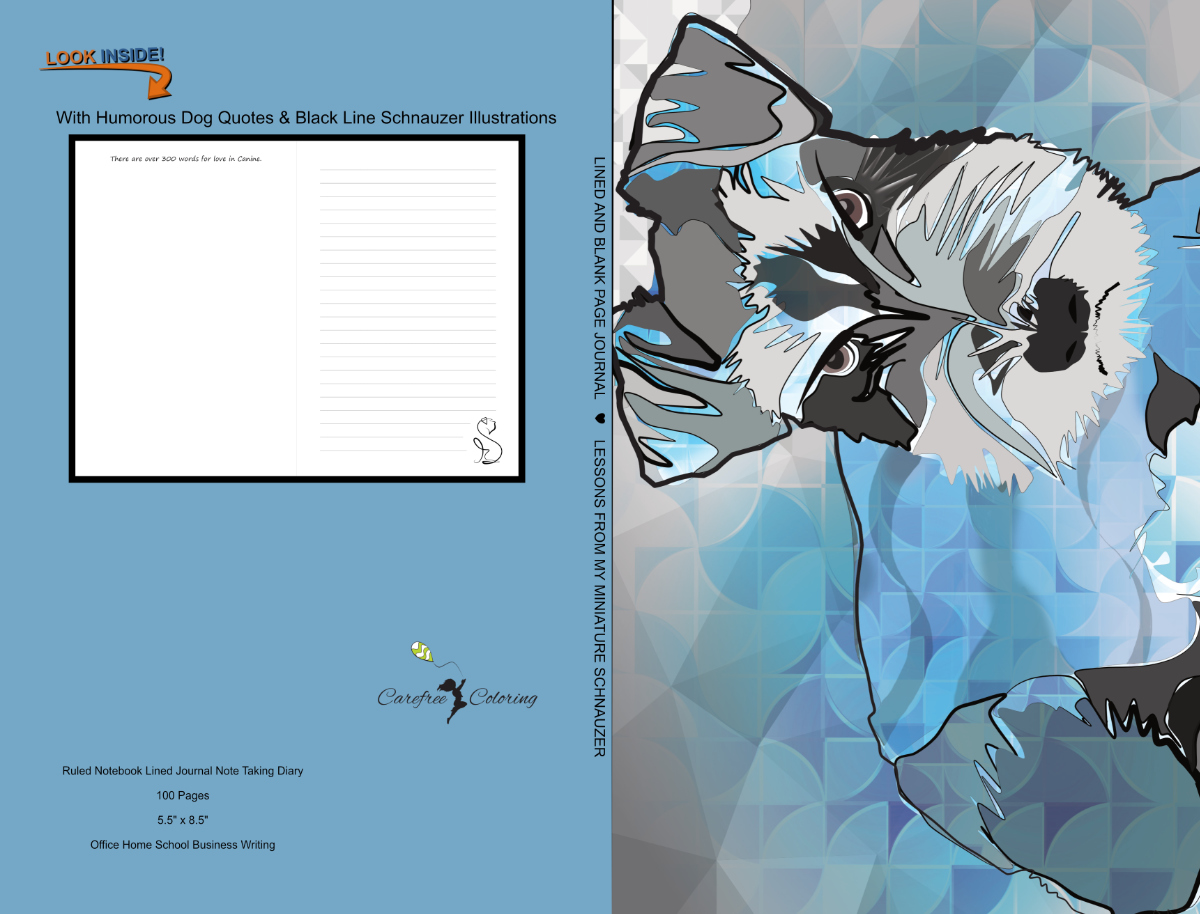 LOOK INSIDE!
With Humorous Dog Quotes & Black Line Schnauzer Illustrations
There are over 300 words for love in Canine.
LINED AND BLANK PAGE JOURNAL ♥ LESSONS FROM MY MINIATURE SCHNAUZER
Carefree Coloring
Ruled Notebook Lined Journal Note Taking Diary
100 Pages
5.5" x 8.5"
Office Home School Business Writing